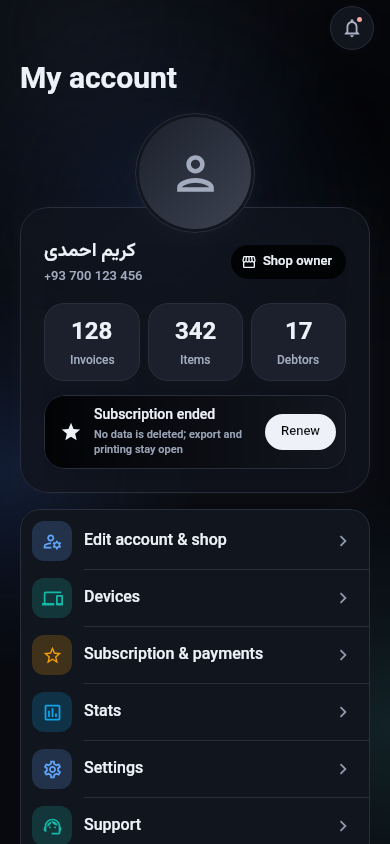 My account
کریم احمدی
+93 700 123 456
Shop owner
128
Invoices
342
Items
17
Debtors
Subscription ended
No data is deleted; export and
printing stay open
Renew
Edit account & shop
Devices
Subscription & payments
Stats
Settings
Support